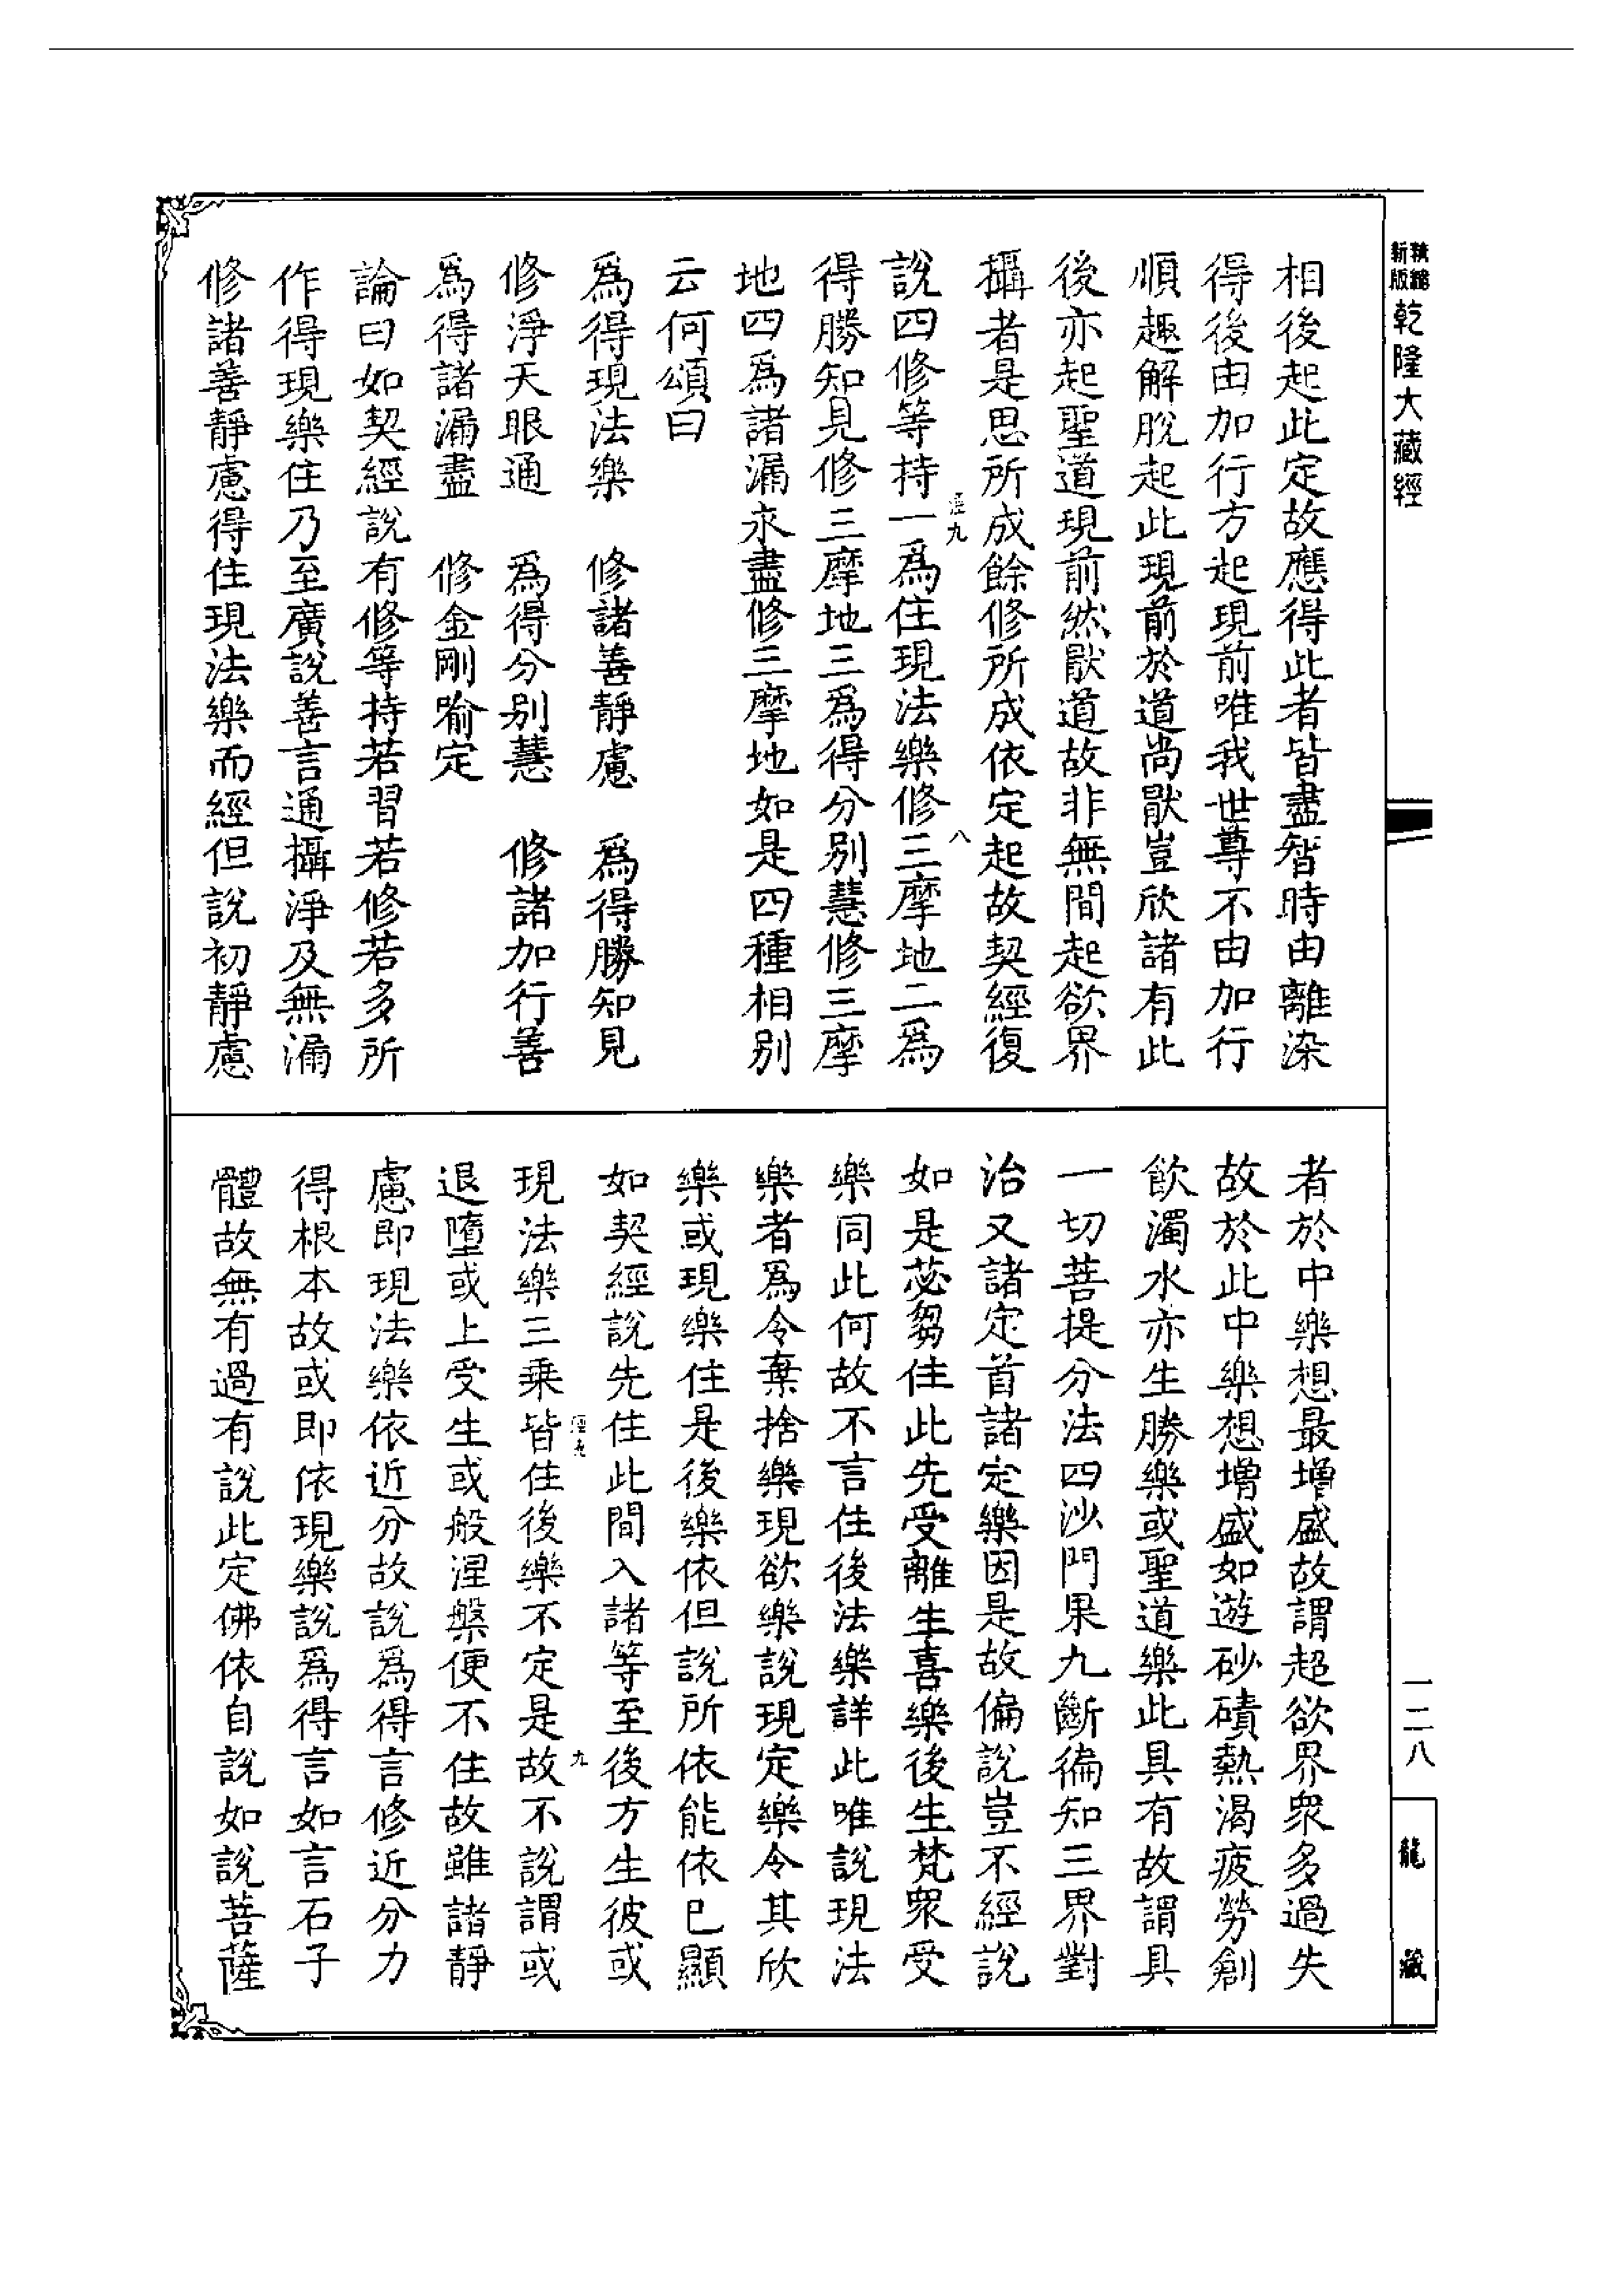 精縮新版
乾隆大藏經
一二八
龍藏
相後起此定故應得此者皆盡智時由離染
得後由加行方起現前唯我世尊不由加行
順趣解脫起此現前於道尚厭豈欣諸有此
後亦起聖道現前然厭道故非無間起欲界
攝者是思所成餘修所成依定起故契經復
說四修等持一爲住現法樂修三摩地二爲
得勝知見修三摩地三爲得分別慧修三摩
地四爲諸漏永盡修三摩地如是四種相別
云何頌曰
爲得現法樂 修諸善靜慮 爲得勝知見
修淨天眼通 爲得分別慧 修諸加行善
爲得諸漏盡 修金剛喻定
論曰如契經說有修等持若習若修若多所
作得現樂住乃至廣說善言通攝淨及無漏
修諸善靜慮得住現法樂而經但說初靜慮
九
八
者於中樂想最增盛故謂超欲界眾多過失
故於此中樂想增盛如遊砂磧熱渴疲勞創
飲濁水亦生勝樂或聖道樂此具有故謂具
一切菩提分法四沙門果九斷徧知三界對
治又諸定首諸定樂因是故偏說豈不經說
如是苾芻住此先受離生喜樂後生梵眾受
樂同此何故不言住後法樂詳此唯說現法
樂者爲令棄捨樂現欲樂說現定樂令其欣
樂或現樂住是後樂依但說所依能依已顯
如契經說先住此間入諸等至後方生彼或
現法樂三乘皆住後樂不定是故不說謂或
退墮或上受生或般涅槃便不住故雖諸靜
慮即現法樂依近分故說爲得言修近分力
得根本故或即依現樂說爲得言如言石子
體故無有過有說此定佛依自說如說菩薩
九